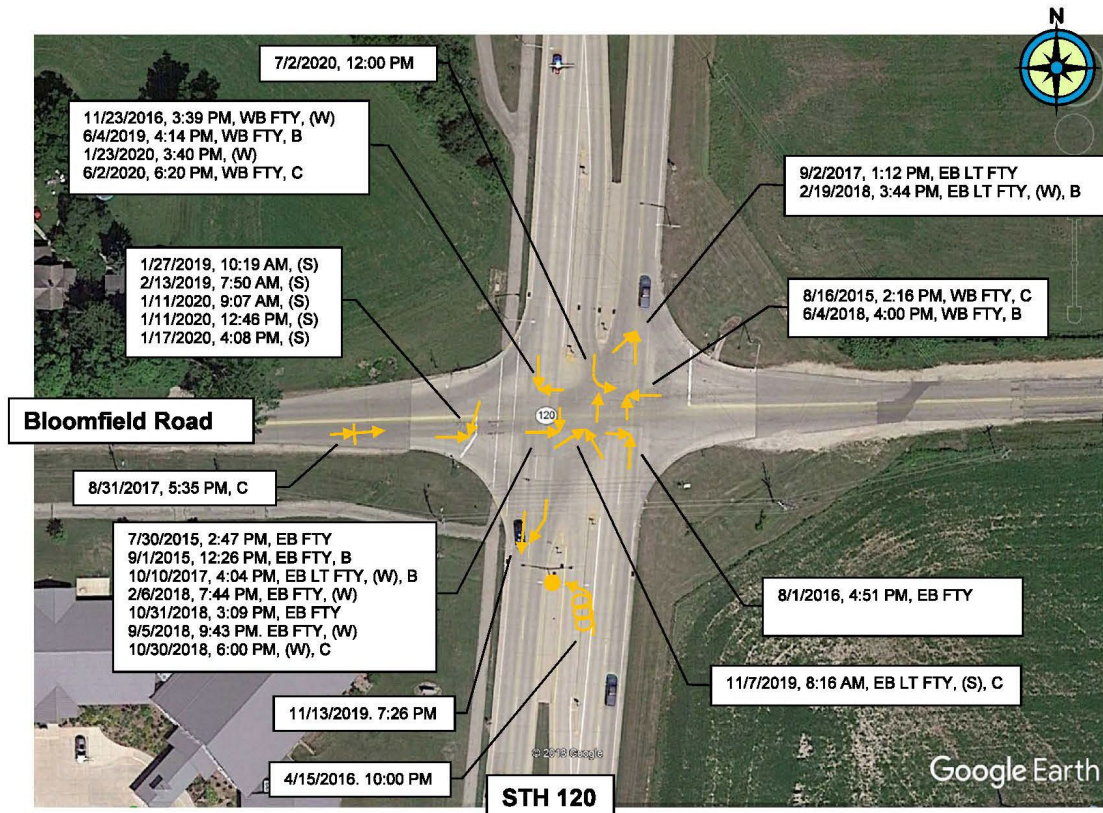 N
7/2/2020, 12:00 PM
11/23/2016, 3:39 PM, WB FTY, (W)
6/4/2019, 4:14 PM, WB FTY, B
1/23/2020, 3:40 PM, (W)
6/2/2020, 6:20 PM, WB FTY, C
9/2/2017, 1:12 PM, EB LT FTY
2/19/2018, 3:44 PM, EB LT FTY, (W), B
1/27/2019, 10:19 AM, (S)
2/13/2019, 7:50 AM, (S)
1/11/2020, 9:07 AM, (S)
1/11/2020, 12:46 PM, (S)
1/17/2020, 4:08 PM, (S)
8/16/2015, 2:16 PM, WB FTY, C
6/4/2018, 4:00 PM, WB FTY, B
Bloomfield Road
120
8/31/2017, 5:35 PM, C
7/30/2015, 2:47 PM, EB FTY
9/1/2015, 12:26 PM, EB FTY, B
10/10/2017, 4:04 PM, EB LT FTY, (W), B
2/6/2018, 7:44 PM, EB FTY, (W)
10/31/2018, 3:09 PM, EB FTY
9/5/2018, 9:43 PM. EB FTY, (W)
10/30/2018, 6:00 PM, (W), C
8/1/2016, 4:51 PM, EB FTY
11/7/2019, 8:16 AM, EB LT FTY, (S), C
11/13/2019. 7:26 PM
4/15/2016. 10:00 PM
© 2018 Google
Google Earth
STH 120